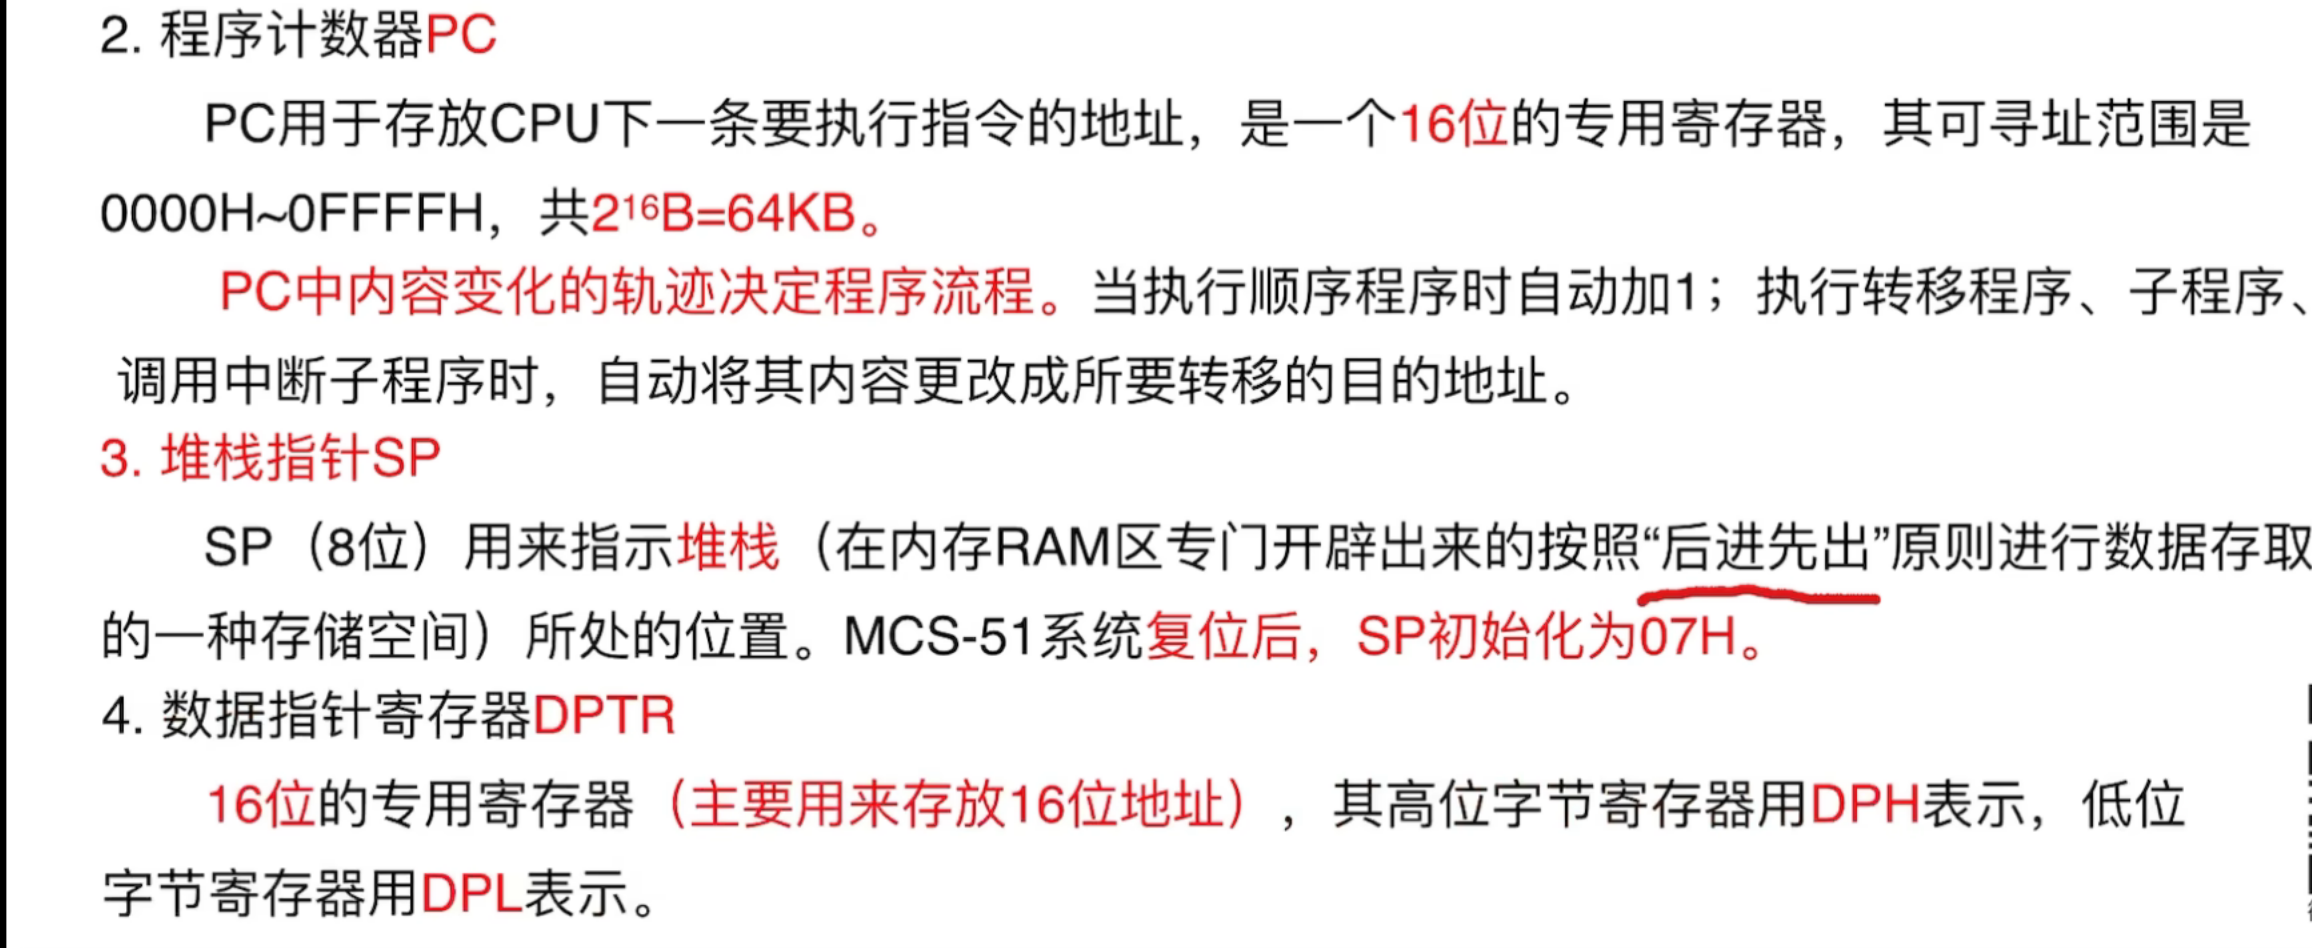 2. 程序计数器PC
PC用于存放CPU下一条要执行指令的地址，是一个16位的专用寄存器，其可寻址范围是
0000H~0FFFFH，共2¹⁶B=64KB。
PC中内容变化的轨迹决定程序流程。当执行顺序程序时自动加1；执行转移程序、子程序、
调用中断子程序时，自动将其内容更改成所要转移的目的地址。
3. 堆栈指针SP
SP（8位）用来指示堆栈（在内存RAM区专门开辟出来的按照“后进先出”原则进行数据存取
的一种存储空间）所处的位置。MCS-51系统复位后，SP初始化为07H。
4. 数据指针寄存器DPTR
16位的专用寄存器（主要用来存放16位地址），其高位字节寄存器用DPH表示，低位
字节寄存器用DPL表示。